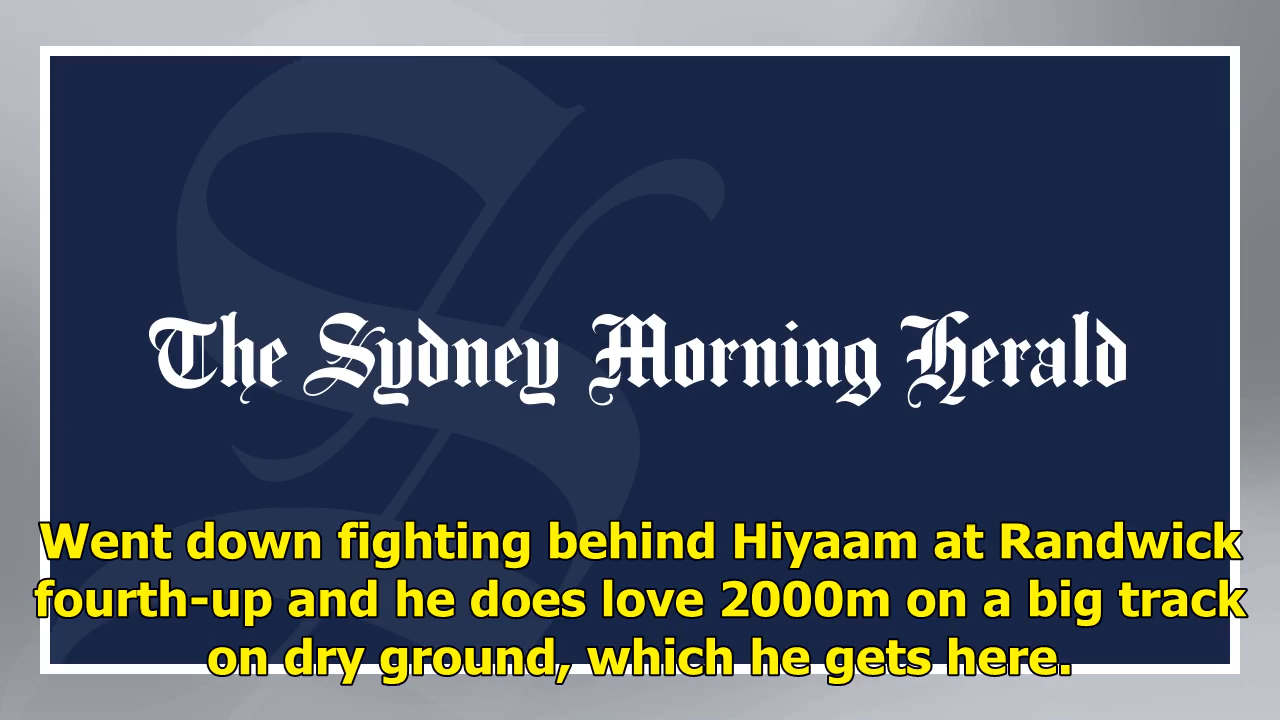 The Sydney Morning Herald
Went down fighting behind Hiyaam at Randwick
fourth-up and he does love 2000m on a big track
on dry ground, which he gets here.